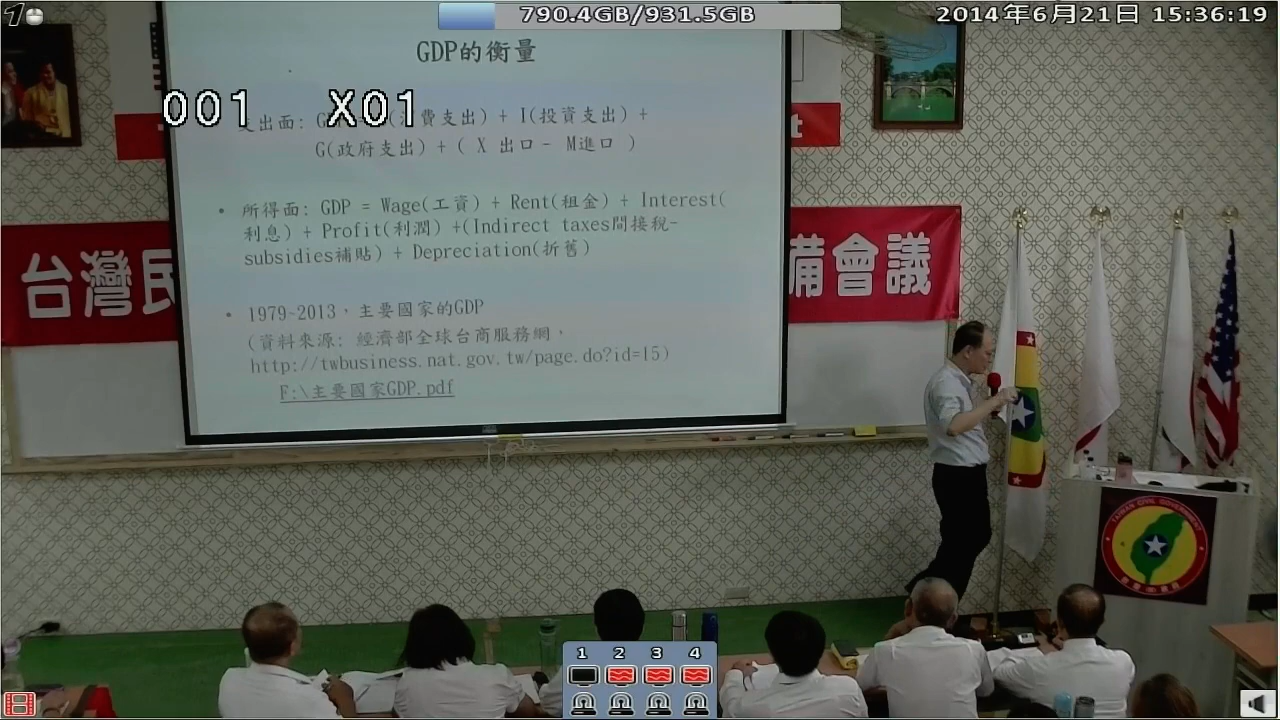 790.4GB/931.5GB
2014年6月21日 15:36:19
001 X01
GDP的衡量
支出面: (消費支出) + I(投資支出) +
G(政府支出) + ( X 出口 - M進口 )
• 所得面: GDP = Wage(工資) + Rent(租金) + Interest(
利息) + Profit(利潤) +(Indirect taxes間接稅-
subsidies補貼) + Depreciation(折舊)
• 1979~2013，主要國家的GDP
(資料來源: 經濟部全球台商服務網，
http://twbusiness.nat.gov.tw/page.do?id=15)
F:\主要國家GDP.pdf
台灣民
備會議
t
TAIWAN CIVIL GOVERNMENT
1 2 3 4